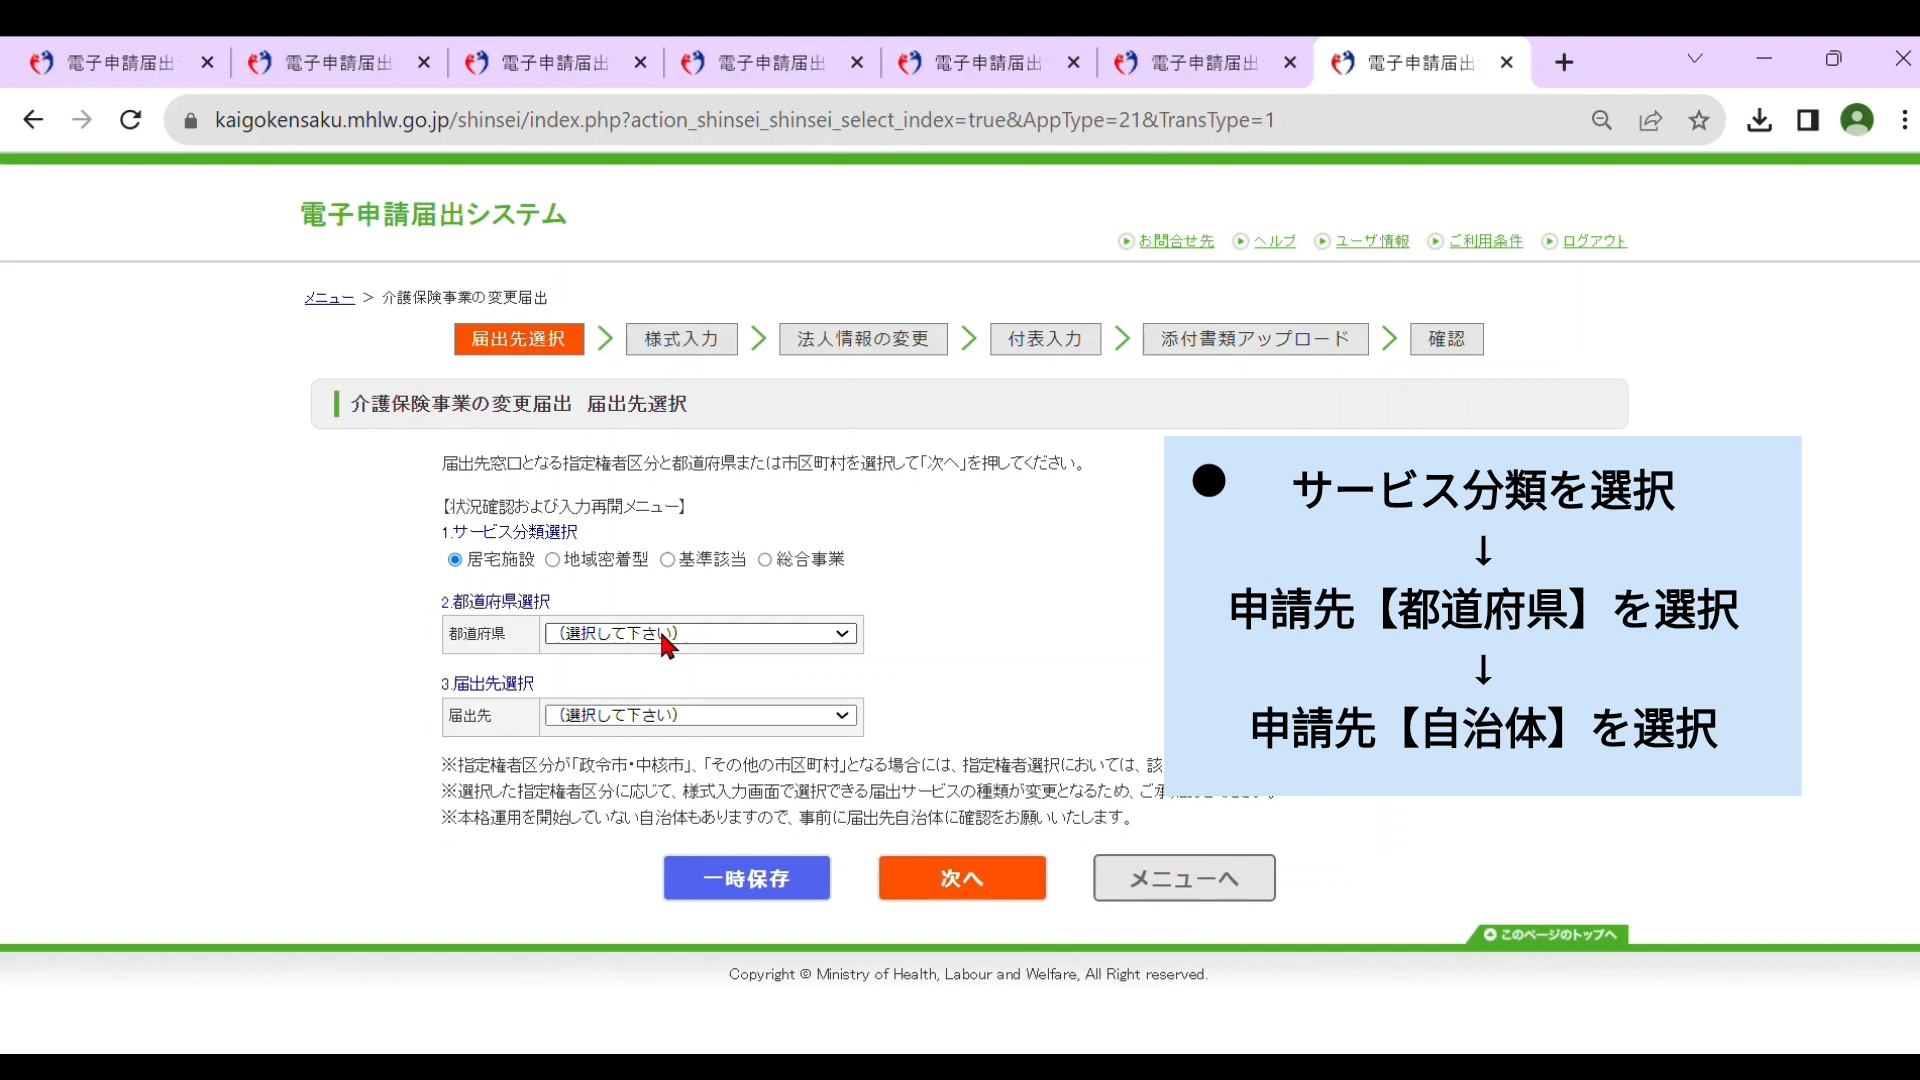 電子申請届出 電子申請届出 電子申請届出 電子申請届出 電子申請届出 電子申請届出 電子申請届出
kaigokensaku.mhlw.go.jp/shinsei/index.php?action_shinsei_shinsei_select_index=true&AppType=21&TransType=1
電子申請届出システム
お問合せ先 ヘルプ ユーザ情報 ご利用条件 ログアウト
メニュー > 介護保険事業の変更届出
届出先選択 様式入力 法人情報の変更 付表入力 添付書類アップロード 確認
介護保険事業の変更届出 届出先選択
届出先窓口となる指定権者区分と都道府県または市区町村を選択して「次へ」を押してください。
【状況確認および入力再開メニュー】
1.サービス分類選択
居宅施設 地域密着型 基準該当 総合事業
2.都道府県選択
都道府県 (選択して下さい)
3.届出先選択
届出先 (選択して下さい)
※指定権者区分が「政令市・中核市」、「その他の市区町村」となる場合には、指定権者選択においては、該
※選択した指定権者区分に応じて、様式入力画面で選択できる届出サービスの種類が変更となるため、ご
※本格運用を開始していない自治体もありますので、事前に届出先自治体に確認をお願いいたします。
● サービス分類を選択
↓
申請先【都道府県】を選択
↓
申請先【自治体】を選択
一時保存 次へ メニューへ
このページのトップへ
Copyright © Ministry of Health, Labour and Welfare, All Right reserved.